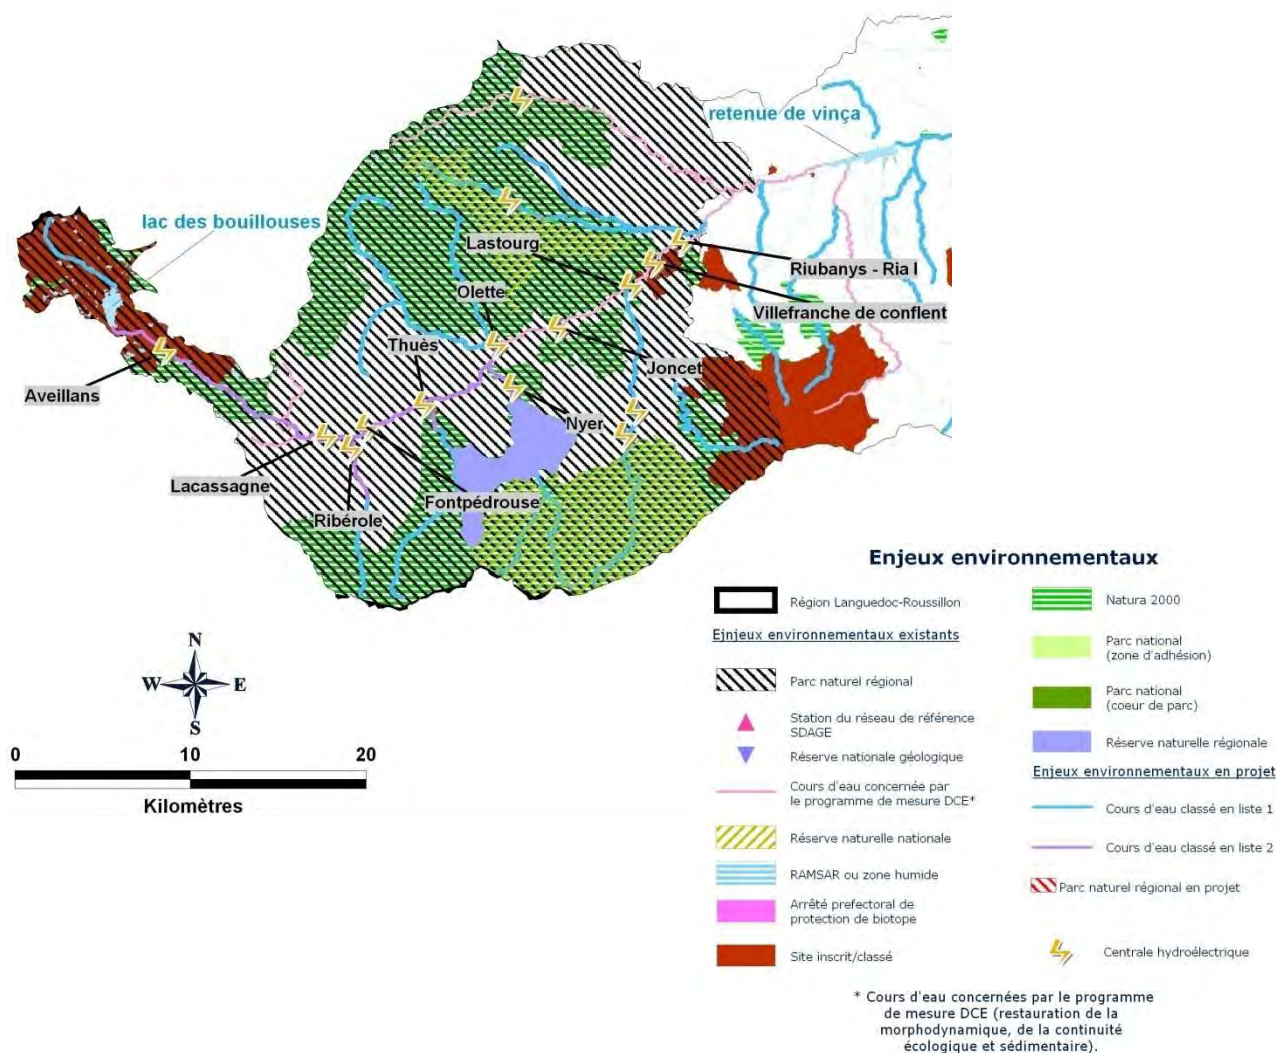 retenue de vinça
lac des bouillouses
Lastourg
Riubanys - Ria I
Olette
Villefranche de conflent
Thuès
Joncet
Aveillans
Nyer
Lacassagne
Fontpédrouse
Ribérole
Enjeux environnementaux
Région Languedoc-Roussillon
Natura 2000
Ejnjeux environnementaux existants
Parc national
(zone d'adhésion)
Parc naturel régional
Parc national
(coeur de parc)
Station du réseau de référence
SDAGE
Réserve nationale géologique
Réserve naturelle régionale
Enjeux environnementaux en projet
Cours d'eau concernée par
le programme de mesure DCE*
Cours d'eau classé en liste 1
Réserve naturelle nationale
Cours d'eau classé en liste 2
RAMSAR ou zone humide
Parc naturel régional en projet
Arrêté prefectoral de
protection de biotope
Site inscrit/classé
Centrale hydroélectrique
* Cours d'eau concernées par le programme
de mesure DCE (restauration de la
morphodynamique, de la continuité
écologique et sédimentaire).
N
W E
S
0 10 20
Kilomètres